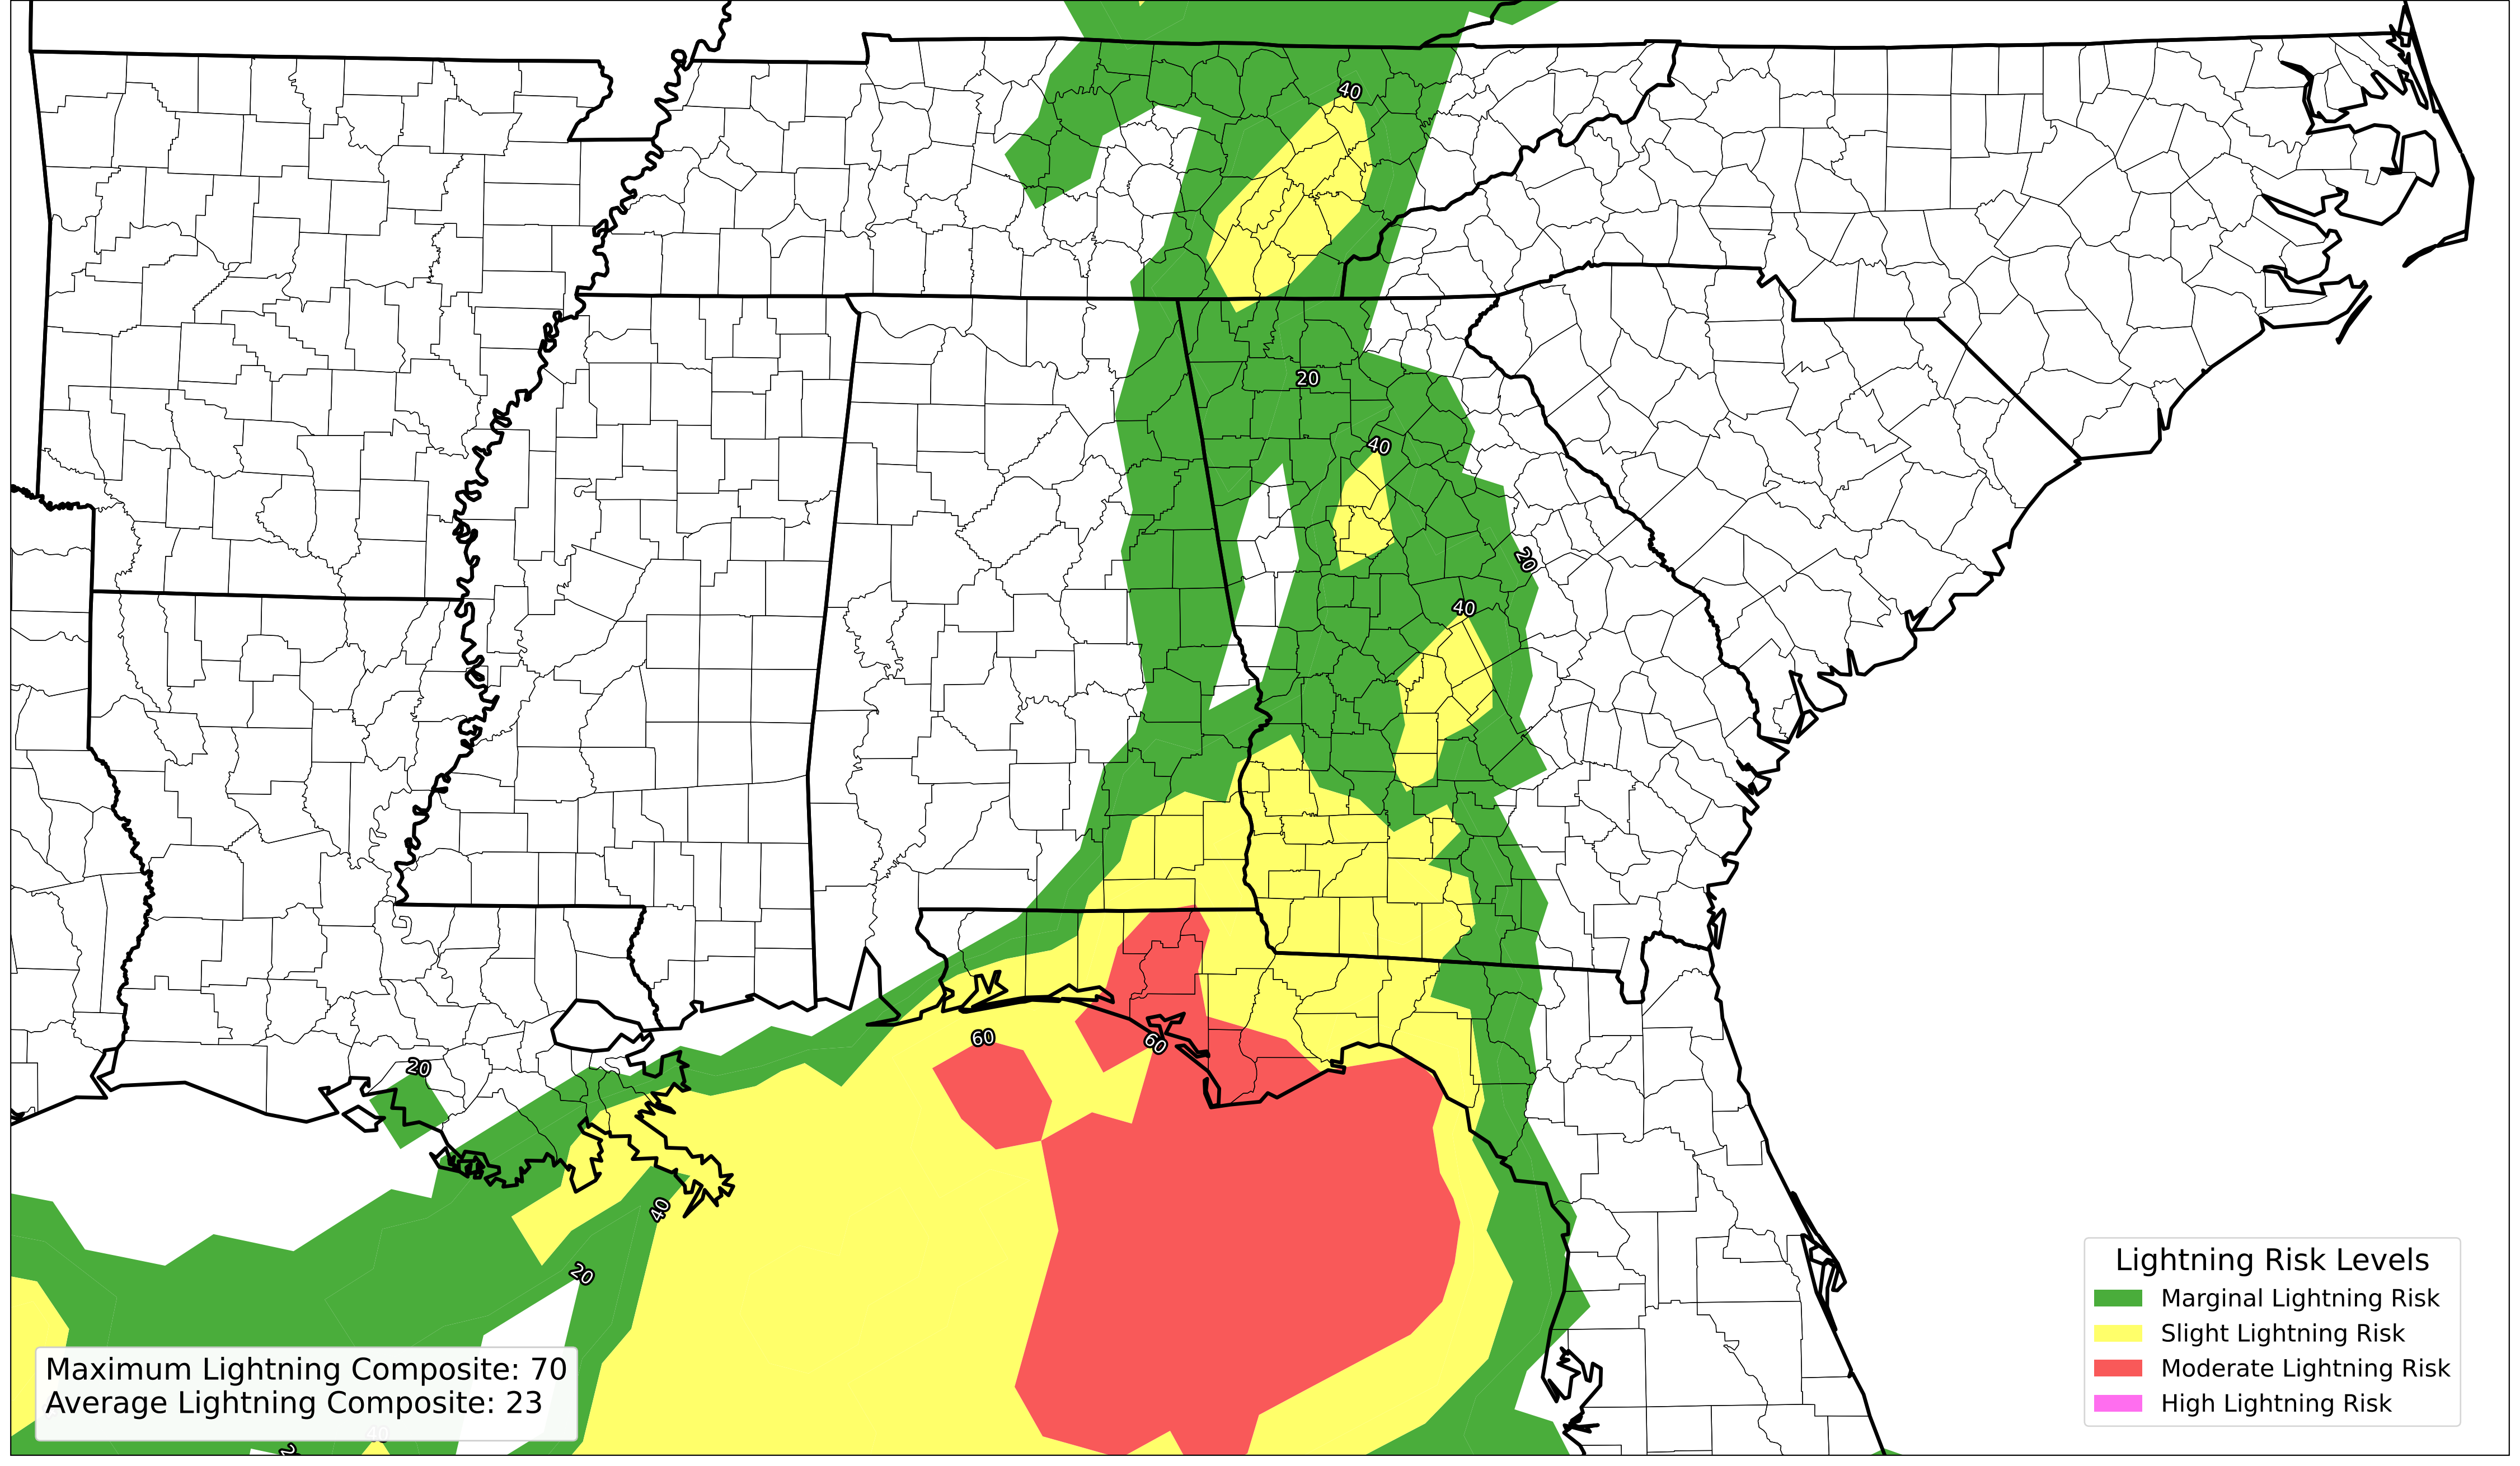 40
20
40
20
40
60
60
20
40
20
Lightning Risk Levels
Marginal Lightning Risk
Slight Lightning Risk
Moderate Lightning Risk
High Lightning Risk
Maximum Lightning Composite: 70
Average Lightning Composite: 23
40